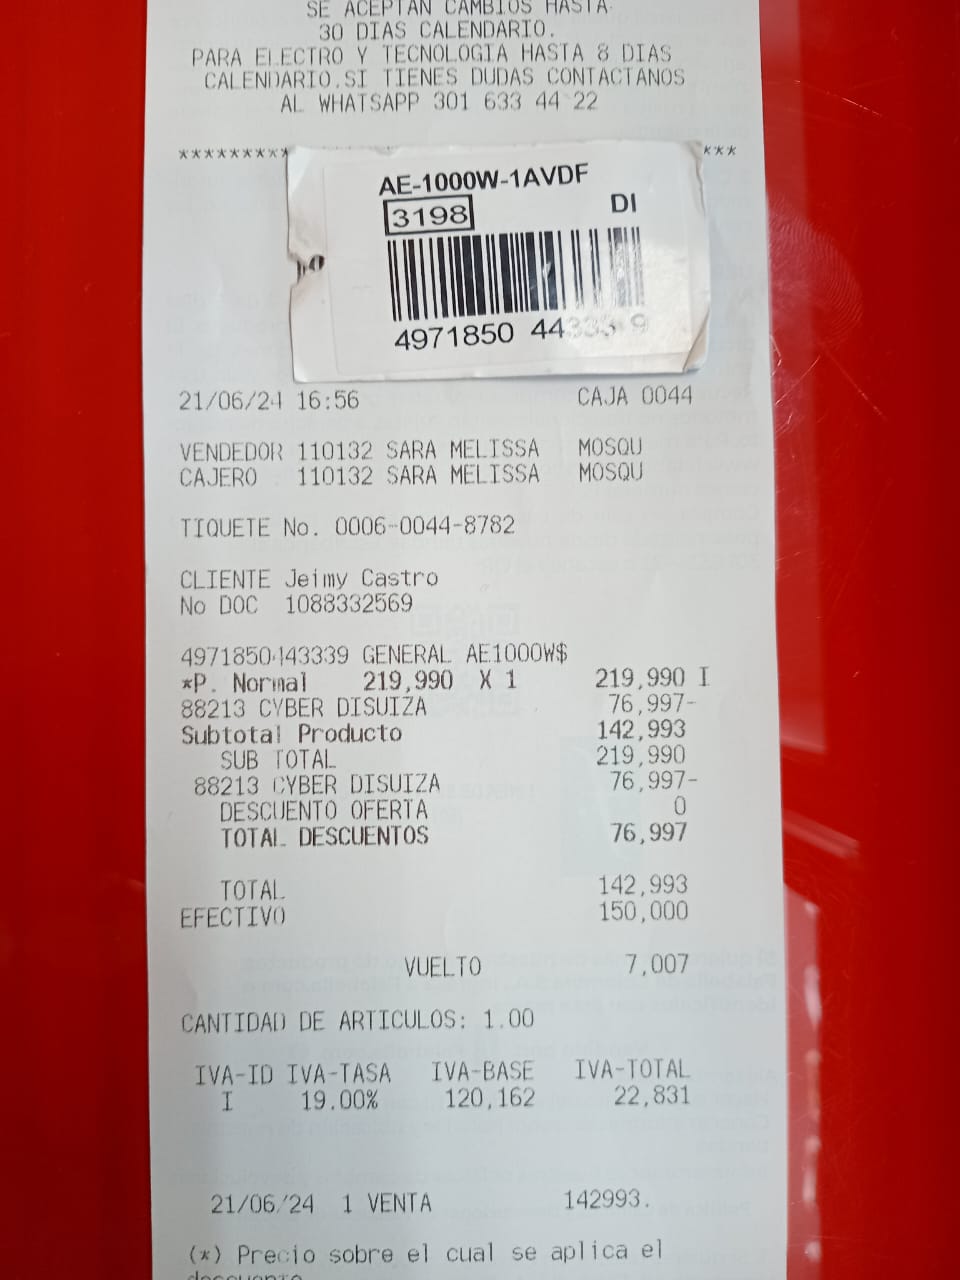 SE ACEPTAN CAMBIOS HASTA
30 DIAS CALENDARIO.
PARA ELECTRO Y TECNOLOGIA HASTA 8 DIAS
CALENDARIO.SI TIENES DUDAS CONTACTANOS
AL WHATSAPP 301 633 44 22
********* ***
AE-1000W-1AVDF
3198 DI
4971850 443339
21/06/24 16:56 CAJA 0044
VENDEDOR 110132 SARA MELISSA MOSQU
CAJERO 110132 SARA MELISSA MOSQU
TIQUETE No. 0006-0044-8782
CLIENTE Jeimy Castro
No DOC 1088332569
4971850443339 GENERAL AE1000W$
*P. Normal 219,990 X 1 219,990 I
88213 CYBER DISUIZA 76,997-
Subtotal Producto 142,993
SUB TOTAL 219,990
88213 CYBER DISUIZA 76,997-
DESCUENTO OFERTA 0
TOTAL DESCUENTOS 76,997
TOTAL 142,993
EFECTIVO 150,000
VUELTO 7,007
CANTIDAD DE ARTICULOS: 1.00
IVA-ID IVA-TASA IVA-BASE IVA-TOTAL
I 19.00% 120,162 22,831
21/06/24 1 VENTA 142993.
(*) Precio sobre el cual se aplica el
descuento